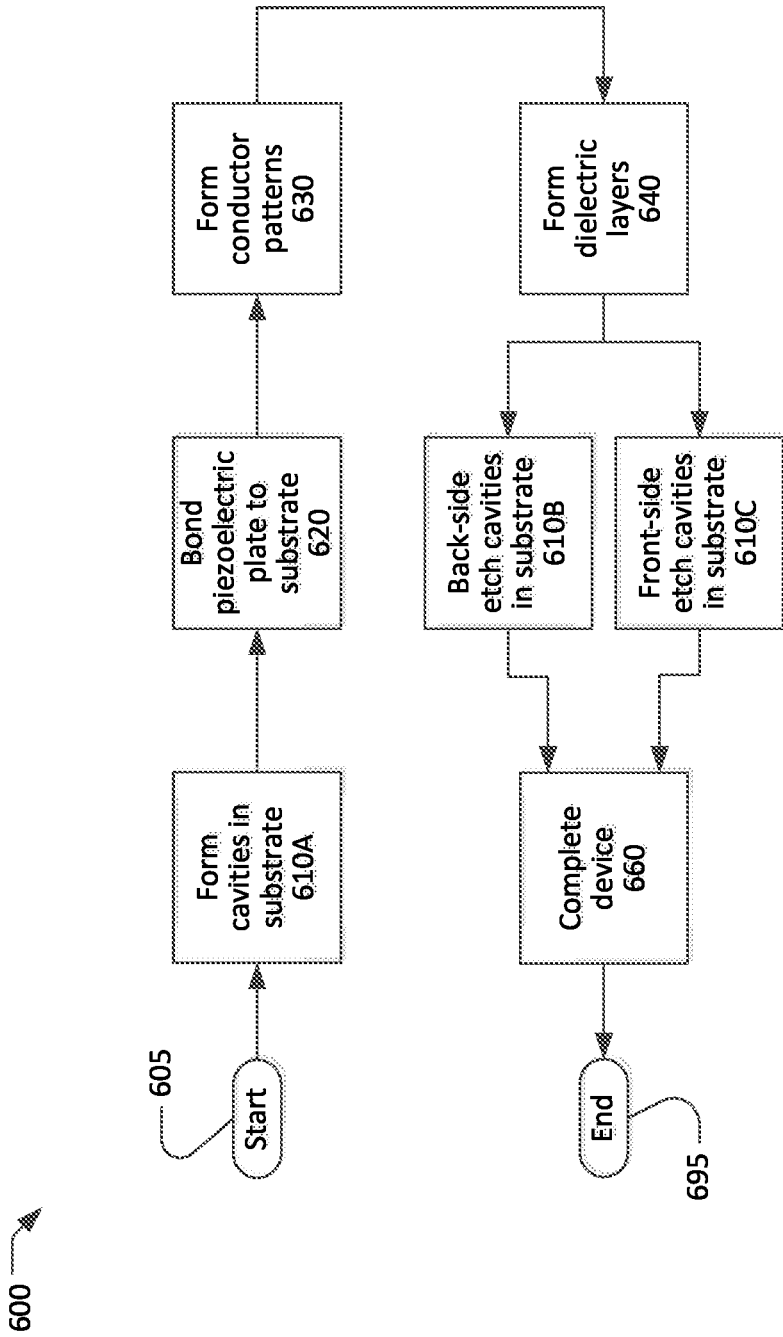 600
605
Start
Form
cavities in
substrate
610A
Bond
piezoelectric
plate to
substrate
620
Form
conductor
patterns
630
Form
dielectric
layers
640
Back-side
etch cavities
in substrate
610B
Front-side
etch cavities
in substrate
610C
Complete
device
660
End
695